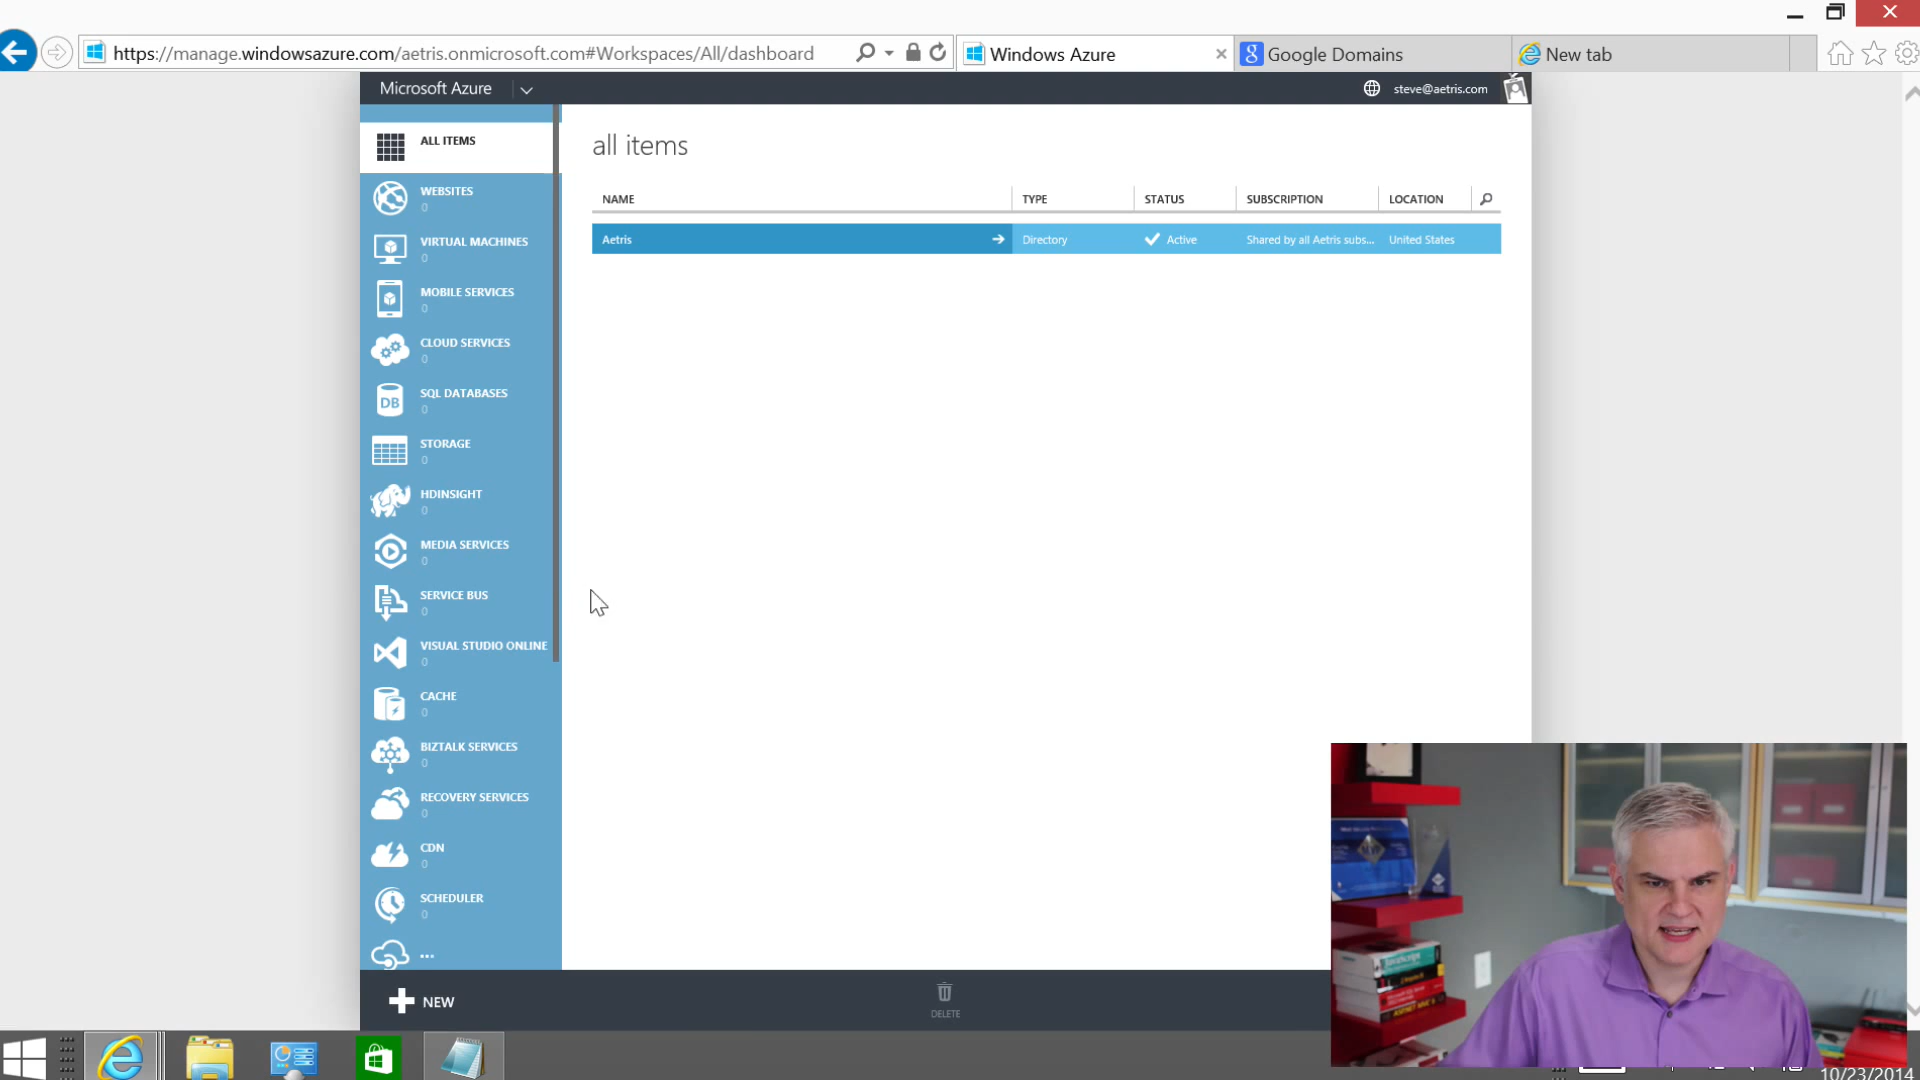 https://manage.windowsazure.com/aetris.onmicrosoft.com#Workspaces/All/dashboard
Windows Azure
Google Domains
New tab
Microsoft Azure
steve@aetris.com
ALL ITEMS
WEBSITES
0
VIRTUAL MACHINES
0
MOBILE SERVICES
0
CLOUD SERVICES
0
SQL DATABASES
0
STORAGE
0
HDINSIGHT
0
MEDIA SERVICES
0
SERVICE BUS
0
VISUAL STUDIO ONLINE
0
CACHE
0
BIZTALK SERVICES
0
RECOVERY SERVICES
0
CDN
0
SCHEDULER
0
...
all items
NAME TYPE STATUS SUBSCRIPTION LOCATION
Aetris Directory Active Shared by all Aetris subs... United States
NEW
DELETE
DB
JavaScript
10/23/2014